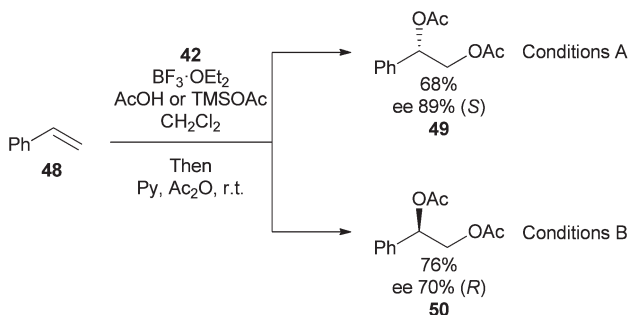 42
BF3·OEt2
AcOH or TMSOAc
CH2Cl2
Ph
48
Then
Py, Ac2O, r.t.
OAc
OAc
Ph
Conditions A
68%
ee 89% (S)
49
OAc
OAc
Ph
Conditions B
76%
ee 70% (R)
50